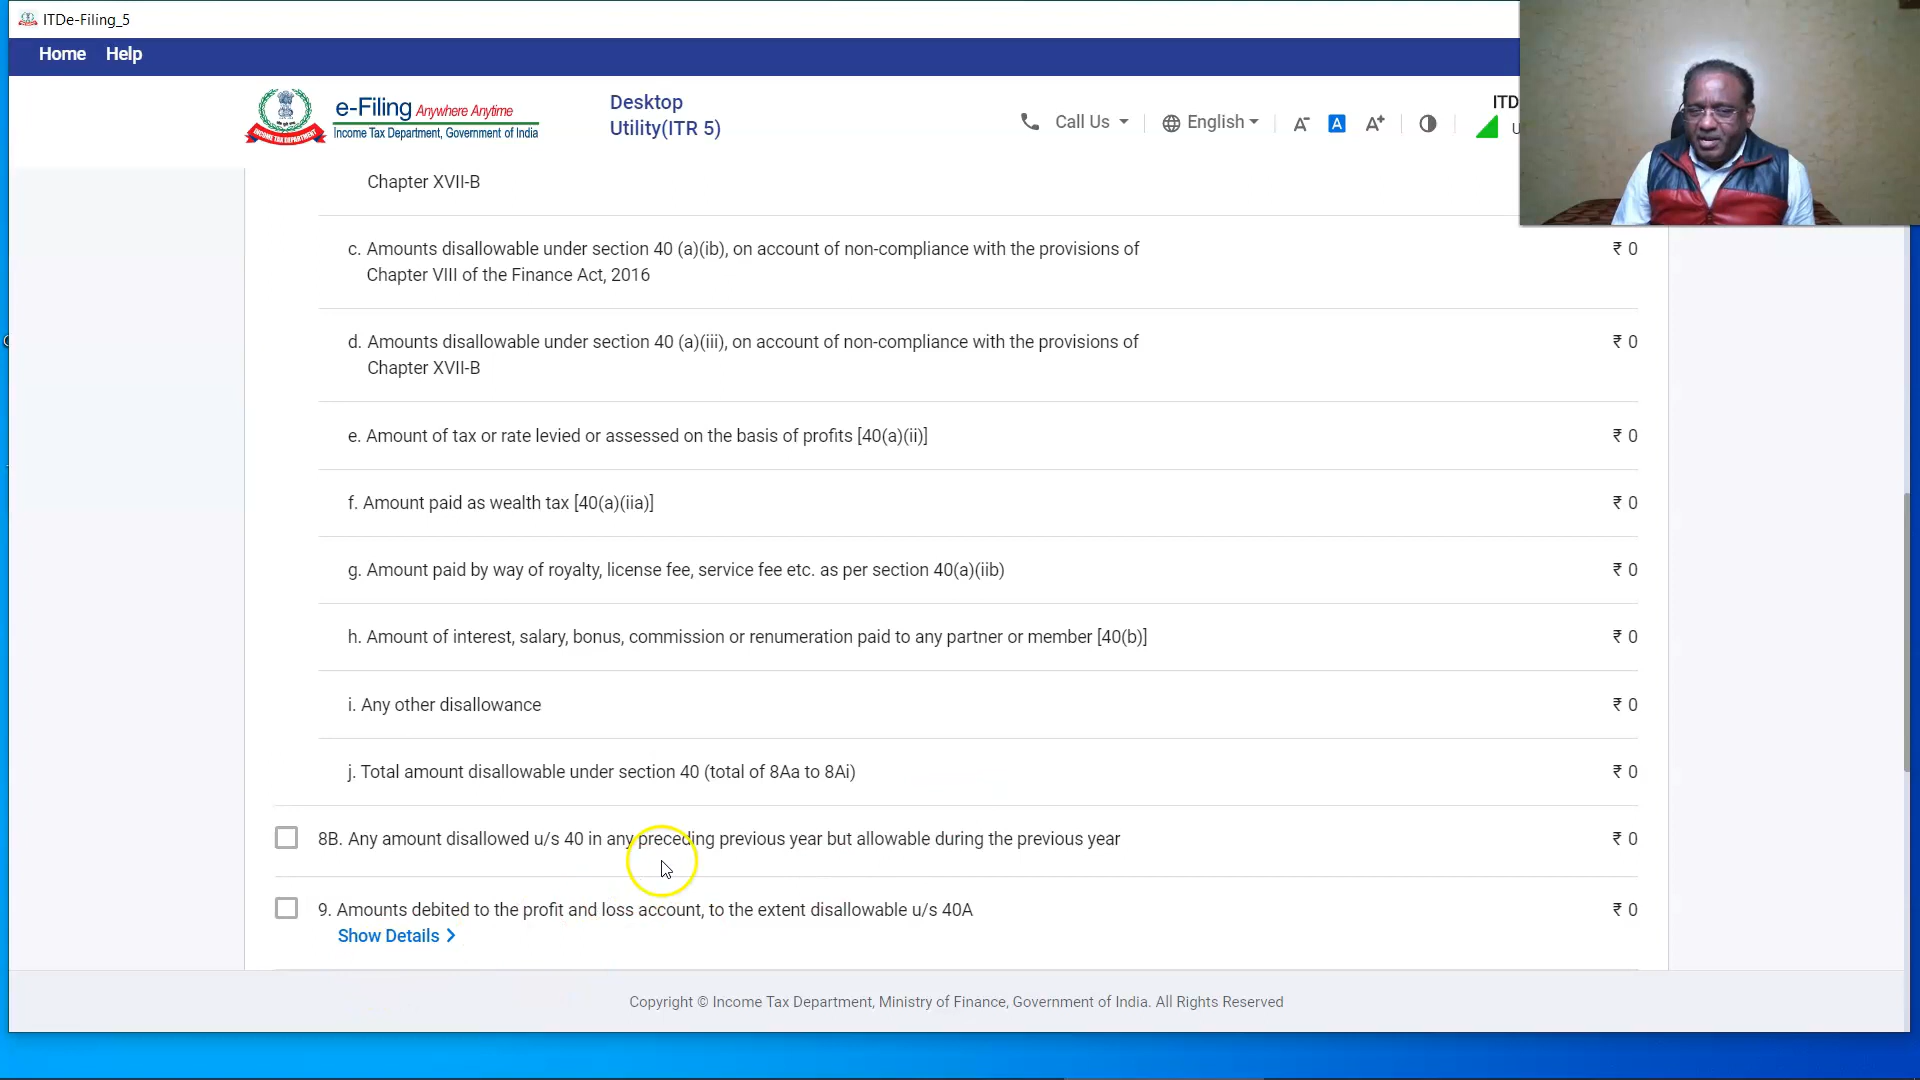 ITDe-Filing_5
Home Help
e-Filing Anywhere Anytime
Income Tax Department, Government of India
INCOME TAX DEPARTMENT
Desktop
Utility(ITR 5)
Call Us
English
A- A A+
ITD
U
Chapter XVII-B
c. Amounts disallowable under section 40 (a)(ib), on account of non-compliance with the provisions of
Chapter VIII of the Finance Act, 2016
₹ 0
d. Amounts disallowable under section 40 (a)(iii), on account of non-compliance with the provisions of
Chapter XVII-B
₹ 0
e. Amount of tax or rate levied or assessed on the basis of profits [40(a)(ii)]
₹ 0
f. Amount paid as wealth tax [40(a)(iia)]
₹ 0
g. Amount paid by way of royalty, license fee, service fee etc. as per section 40(a)(iib)
₹ 0
h. Amount of interest, salary, bonus, commission or renumeration paid to any partner or member [40(b)]
₹ 0
i. Any other disallowance
₹ 0
j. Total amount disallowable under section 40 (total of 8Aa to 8Ai)
₹ 0
8B. Any amount disallowed u/s 40 in any preceding previous year but allowable during the previous year
₹ 0
9. Amounts debited to the profit and loss account, to the extent disallowable u/s 40A
₹ 0
Show Details
Copyright © Income Tax Department, Ministry of Finance, Government of India. All Rights Reserved